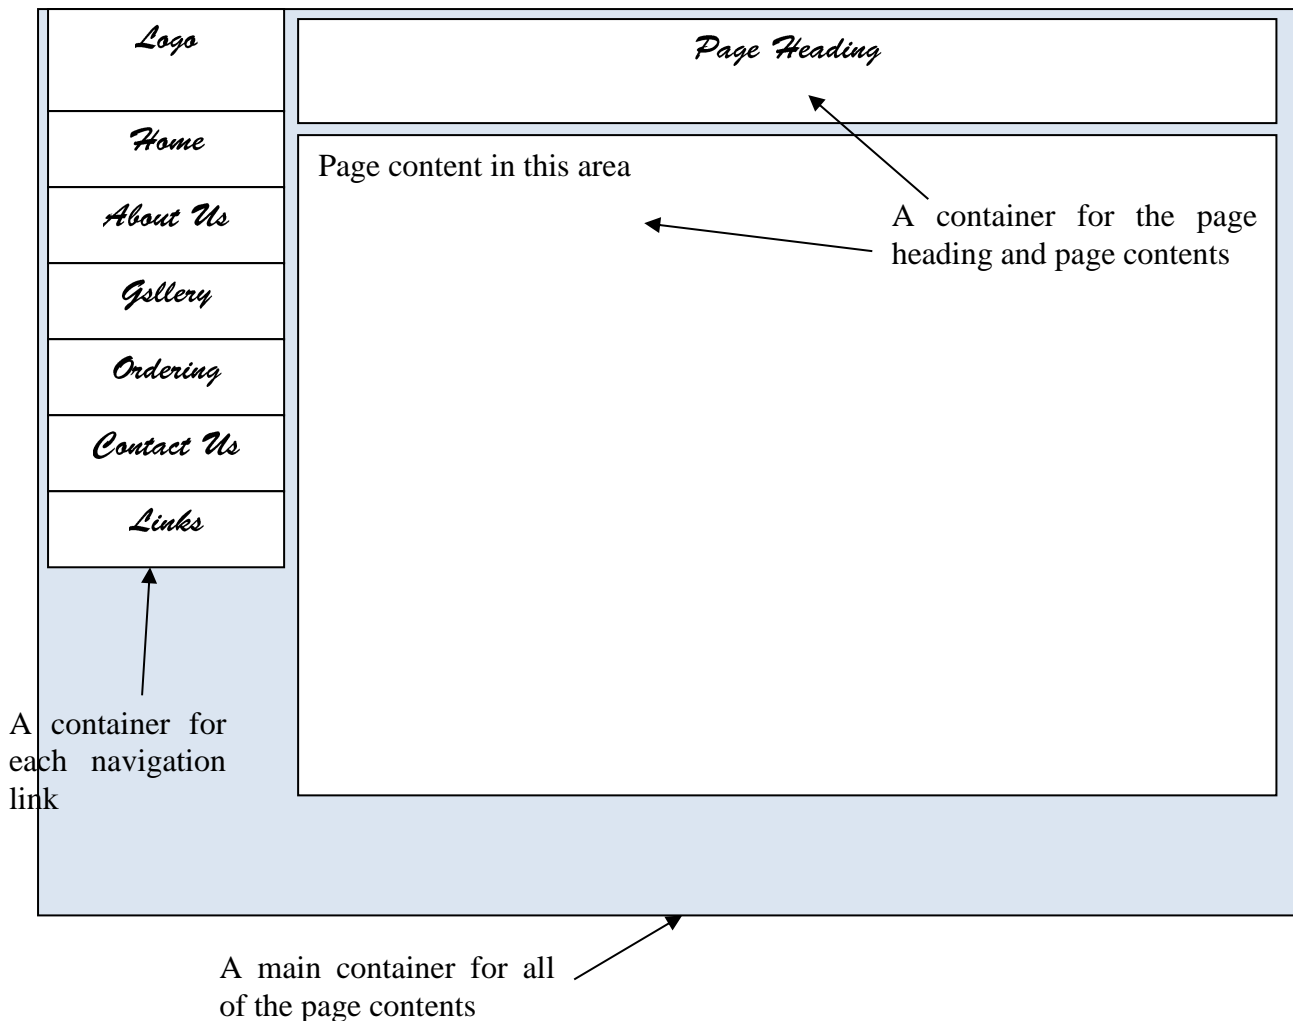 Logo
Page Heading
Home
Page content in this area
About Us
A container for the page
heading and page contents
Gsllery
Ordering
Contact Us
Links
A container for
each navigation
link
A main container for all
of the page contents